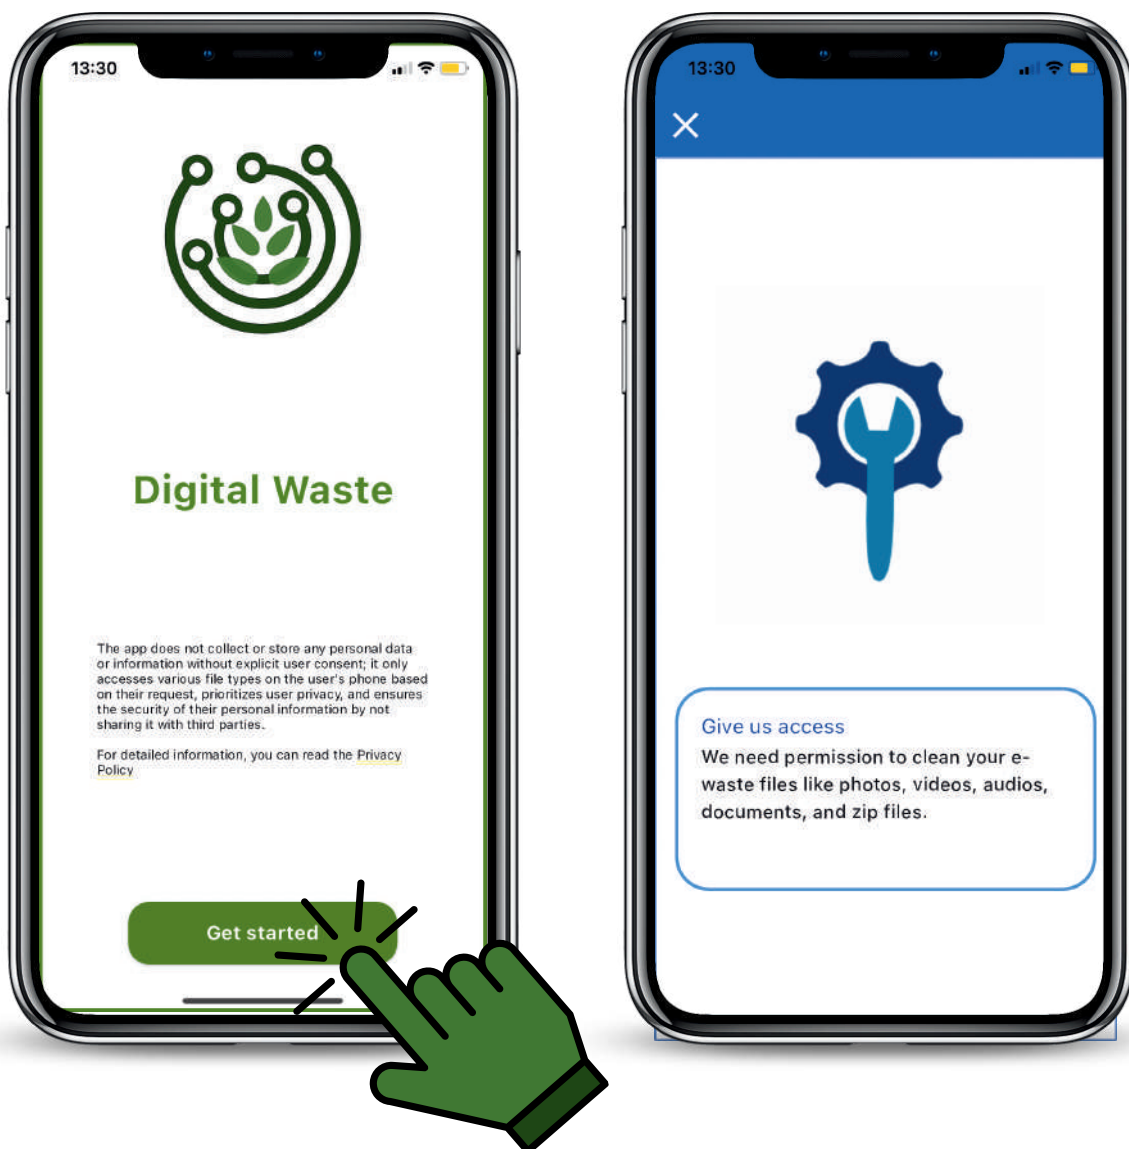 13:30
Digital Waste
The app does not collect or store any personal data
or information without explicit user consent; it only
accesses various file types on the user's phone based
on their request, prioritizes user privacy, and ensures
the security of their personal information by not
sharing it with third parties.
For detailed information, you can read the Privacy
Policy
Get started
13:30
Give us access
We need permission to clean your e-
waste files like photos, videos, audios,
documents, and zip files.